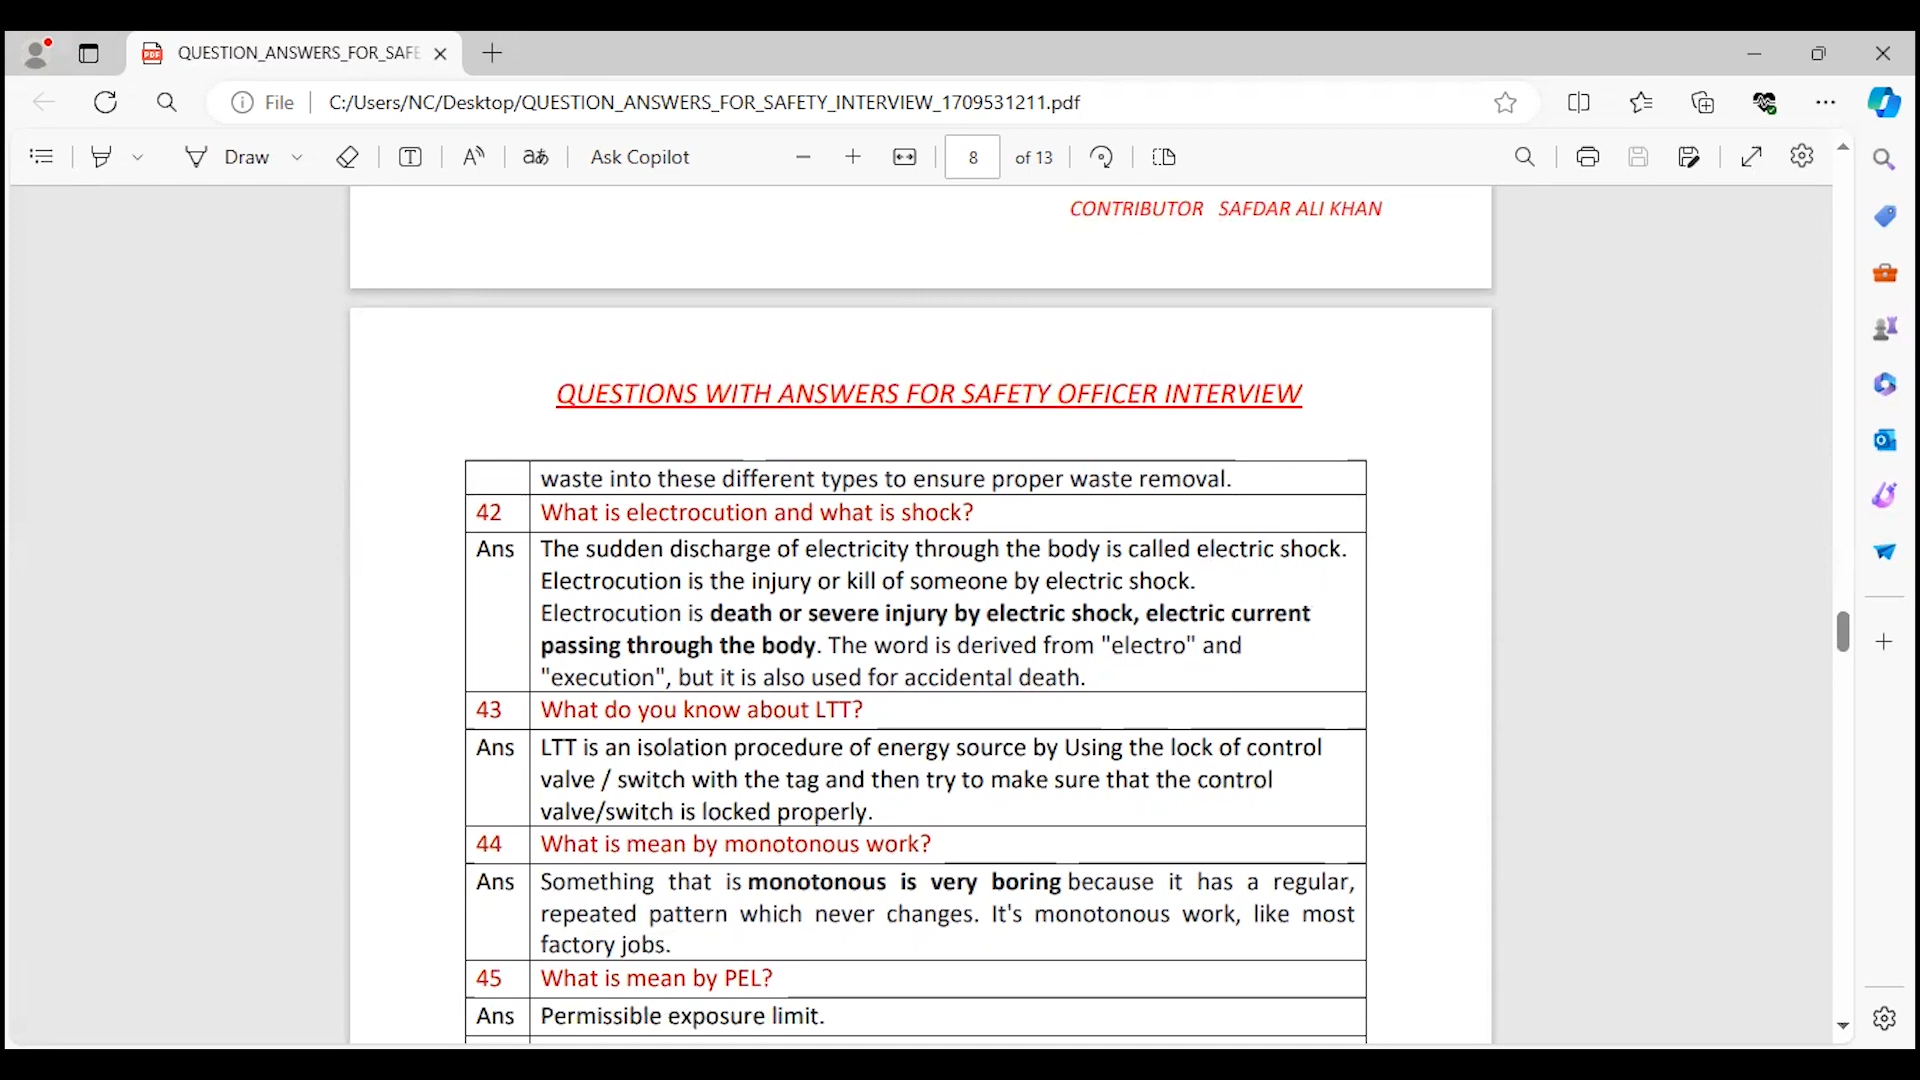 QUESTION_ANSWERS_FOR_SAFE
File
C:/Users/NC/Desktop/QUESTION_ANSWERS_FOR_SAFETY_INTERVIEW_1709531211.pdf
Draw
Ask Copilot
8
of 13
CONTRIBUTOR SAFDAR ALI KHAN
QUESTIONS WITH ANSWERS FOR SAFETY OFFICER INTERVIEW
waste into these different types to ensure proper waste removal.
42 What is electrocution and what is shock?
Ans The sudden discharge of electricity through the body is called electric shock.
Electrocution is the injury or kill of someone by electric shock.
Electrocution is death or severe injury by electric shock, electric current
passing through the body. The word is derived from "electro" and
"execution", but it is also used for accidental death.
43 What do you know about LTT?
Ans LTT is an isolation procedure of energy source by Using the lock of control
valve / switch with the tag and then try to make sure that the control
valve/switch is locked properly.
44 What is mean by monotonous work?
Ans Something that is monotonous is very boring because it has a regular,
repeated pattern which never changes. It's monotonous work, like most
factory jobs.
45 What is mean by PEL?
Ans Permissible exposure limit.